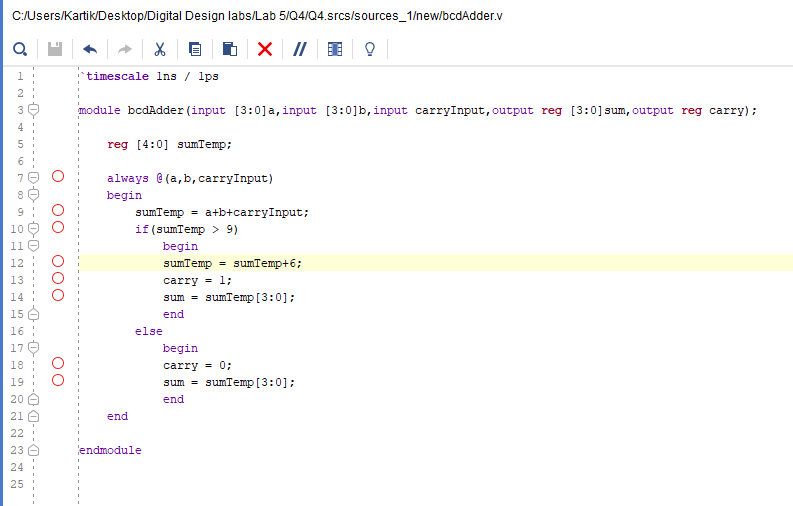 C:/Users/Kartik/Desktop/Digital Design labs/Lab 5/Q4/Q4.srcs/sources_1/new/bcdAdder.v
1 `timescale 1ns / 1ps
2
3 module bcdAdder(input [3:0]a,input [3:0]b,input carryInput,output reg [3:0]sum,output reg carry);
4
5 reg [4:0] sumTemp;
6
7 always @(a,b,carryInput)
8 begin
9 sumTemp = a+b+carryInput;
10 if(sumTemp > 9)
11 begin
12 sumTemp = sumTemp+6;
13 carry = 1;
14 sum = sumTemp[3:0];
15 end
16 else
17 begin
18 carry = 0;
19 sum = sumTemp[3:0];
20 end
21 end
22
23 endmodule
24
25